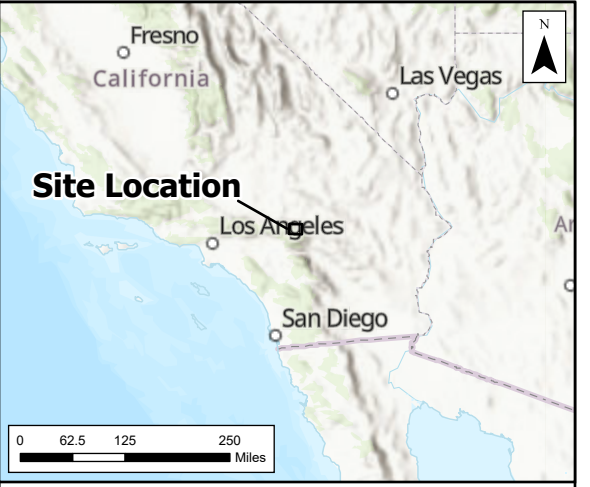 N
Fresno
California
Las Vegas
Site Location
Los Angeles
Ar
San Diego
0 62.5 125 250
Miles